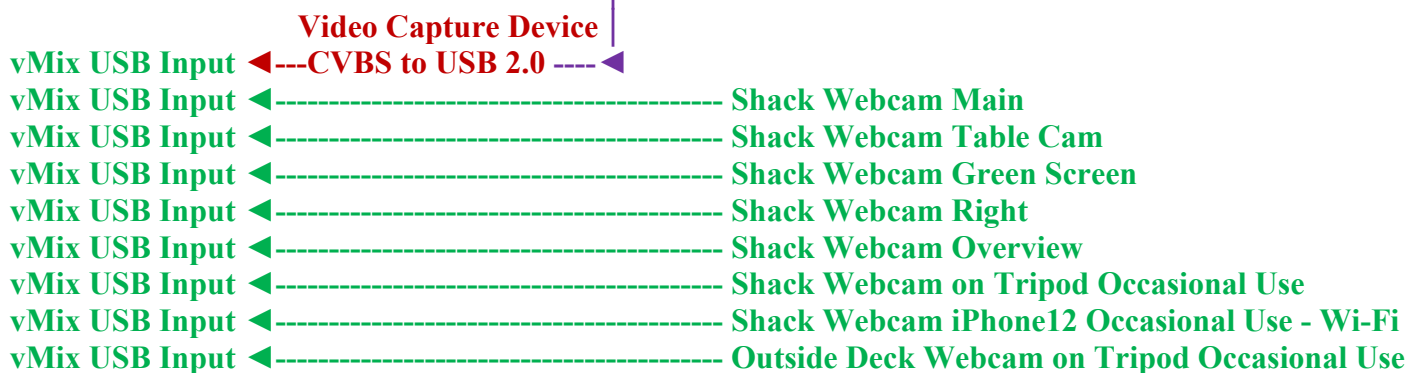 Video Capture Device
vMix USB Input ◄---CVBS to USB 2.0 ----◄
vMix USB Input ◄------------------------------------------ Shack Webcam Main
vMix USB Input ◄------------------------------------------ Shack Webcam Table Cam
vMix USB Input ◄------------------------------------------ Shack Webcam Green Screen
vMix USB Input ◄------------------------------------------ Shack Webcam Right
vMix USB Input ◄------------------------------------------ Shack Webcam Overview
vMix USB Input ◄------------------------------------------ Shack Webcam on Tripod Occasional Use
vMix USB Input ◄------------------------------------------ Shack Webcam iPhone12 Occasional Use - Wi-Fi
vMix USB Input ◄------------------------------------------ Outside Deck Webcam on Tripod Occasional Use